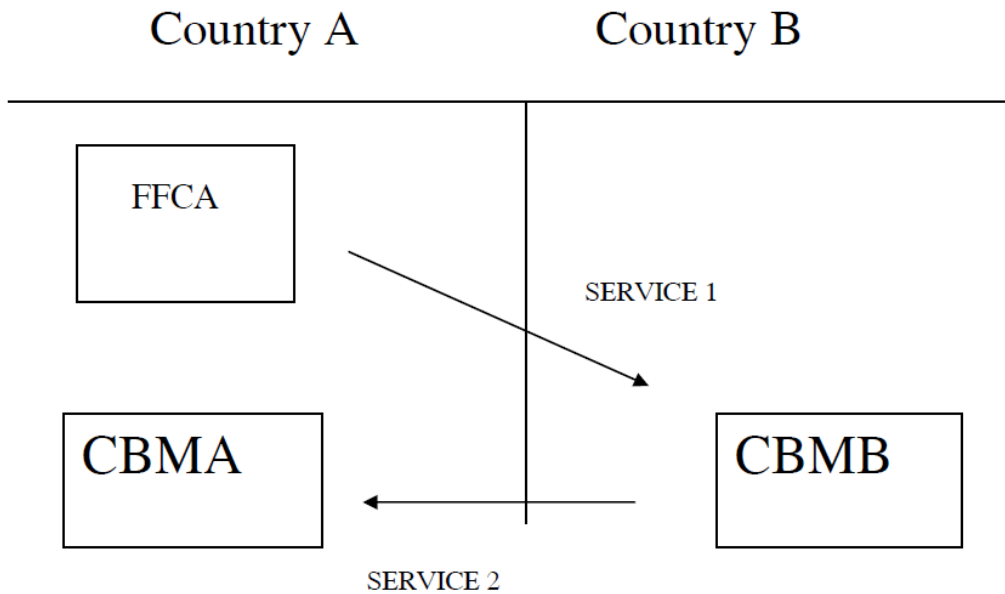 Country A
Country B
FFCA
SERVICE 1
CBMA
CBMB
SERVICE 2